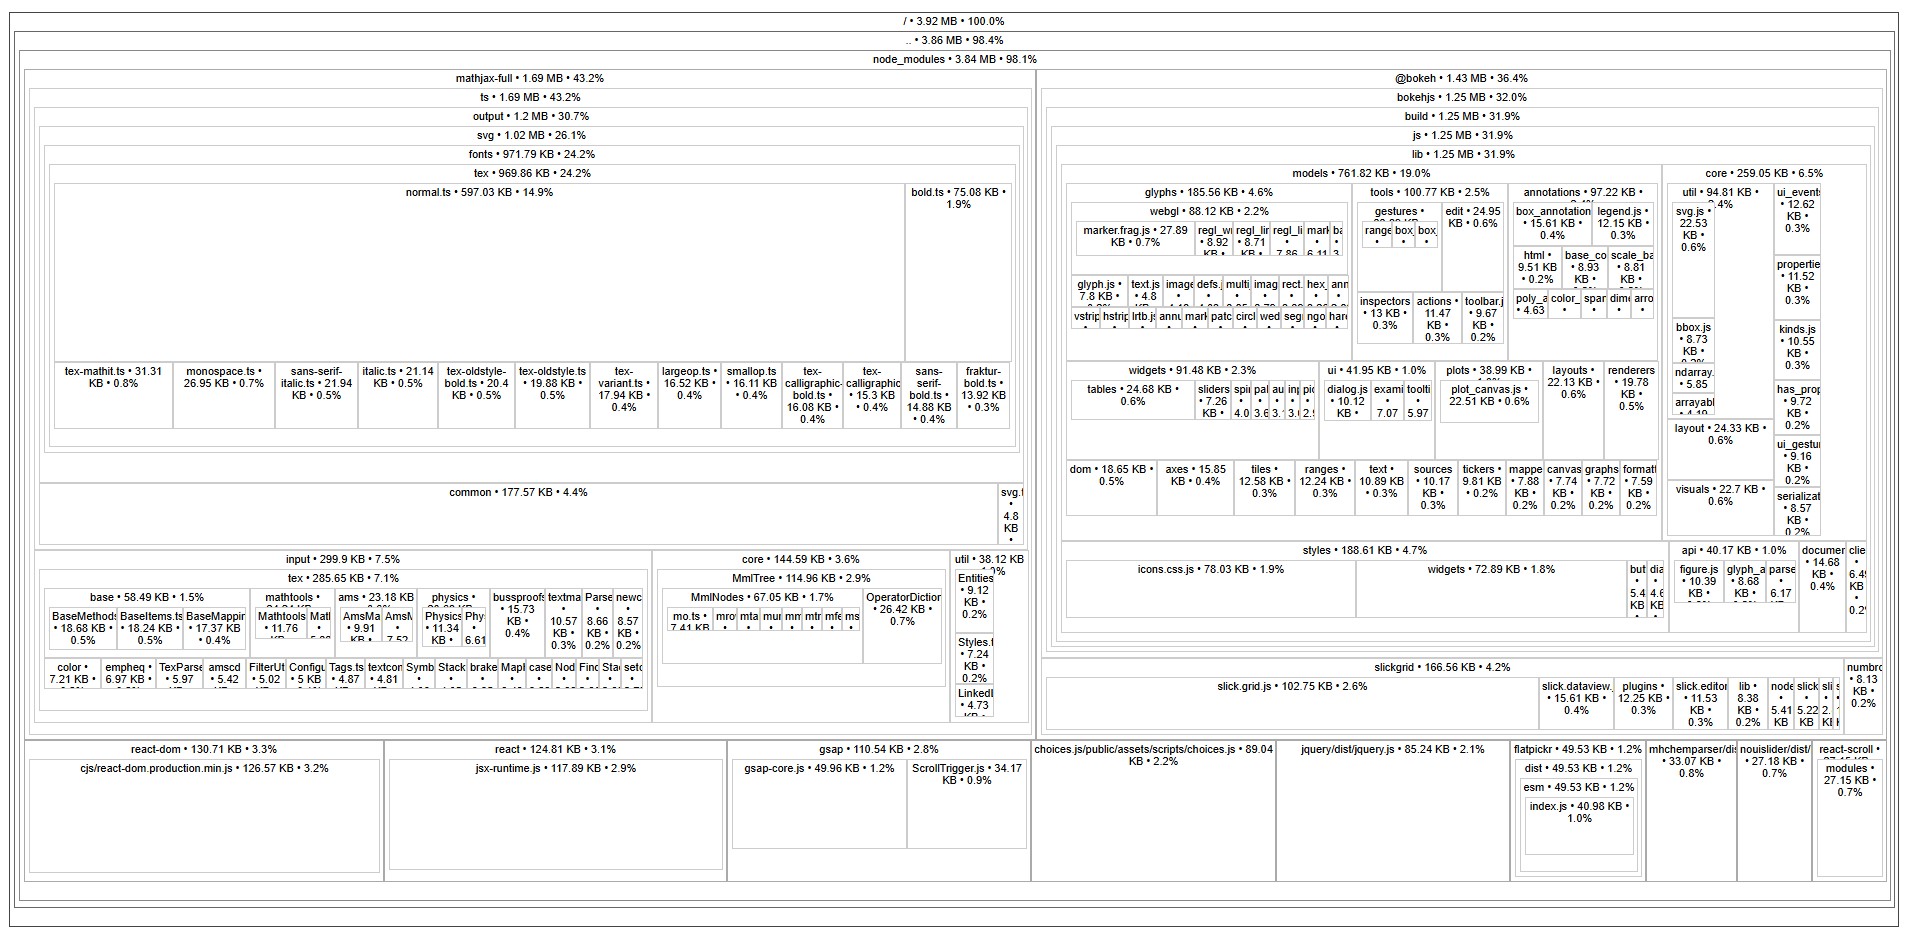 / • 3.92 MB • 100.0%
.. • 3.86 MB • 98.4%
node_modules • 3.84 MB • 98.1%
mathjax-full • 1.69 MB • 43.2%
ts • 1.69 MB • 43.2%
output • 1.2 MB • 30.7%
svg • 1.02 MB • 26.1%
fonts • 971.79 KB • 24.2%
tex • 969.86 KB • 24.2%
normal.ts • 597.03 KB • 14.9%
bold.ts • 75.08 KB •
1.9%
tex-mathit.ts • 31.31
KB • 0.8%
monospace.ts •
26.95 KB • 0.7%
sans-serif-
italic.ts • 21.94
KB • 0.5%
italic.ts • 21.14
KB • 0.5%
tex-oldstyle-
bold.ts • 20.4
KB • 0.5%
tex-oldstyle.ts
• 19.88 KB •
0.5%
tex-
variant.ts •
17.94 KB •
0.4%
largeop.ts •
16.52 KB •
0.4%
smallop.ts
• 16.11 KB
• 0.4%
tex-
calligraphic-
bold.ts •
16.08 KB •
0.4%
tex-
calligraphic
• 15.3 KB
• 0.4%
sans-
serif-
bold.ts •
14.88 KB
• 0.4%
fraktur-
bold.ts •
13.92 KB
• 0.3%
common • 177.57 KB • 4.4%
svg.
•
4.8
KB
•
input • 299.9 KB • 7.5%
tex • 285.65 KB • 7.1%
base • 58.49 KB • 1.5%
BaseMethods
• 18.68 KB •
0.5%
BaseItems.ts
• 18.24 KB •
0.5%
BaseMappin
• 17.37 KB
• 0.4%
mathtools •
Mathtools
• 11.76
Mat
ams • 23.18 KB
AmsMa
• 9.91
AmsM
• 7.52
physics •
Physics
• 11.34
KB •
Phys
•
6.61
bussproofs
• 15.73
KB •
0.4%
textma
•
10.57
KB •
0.3%
Parse
•
8.66
KB •
0.2%
newc
•
8.57
KB •
0.2%
color •
7.21 KB •
empheq •
6.97 KB •
TexParse
• 5.97
amscd
• 5.42
FilterUt
• 5.02
Configu
• 5 KB
Tags.ts
• 4.87
textcon
• 4.81
Symb
•
Stack
•
brake
•
Mapl
•
case
•
Nod
•
Finc
•
Sta
•
seto
•
core • 144.59 KB • 3.6%
MmlTree • 114.96 KB • 2.9%
MmlNodes • 67.05 KB • 1.7%
mo.ts •
7.41 KB
mro
•
mta
•
mur
•
mm
•
mtr
•
mfe
•
ms
•
OperatorDiction
• 26.42 KB •
0.7%
util • 38.12 KB
Entities
• 9.12
KB •
0.2%
Styles.t
• 7.24
KB •
0.2%
LinkedL
• 4.73
KB •
@bokeh • 1.43 MB • 36.4%
bokehjs • 1.25 MB • 32.0%
build • 1.25 MB • 31.9%
js • 1.25 MB • 31.9%
lib • 1.25 MB • 31.9%
models • 761.82 KB • 19.0%
glyphs • 185.56 KB • 4.6%
webgl • 88.12 KB • 2.2%
marker.frag.js • 27.89
KB • 0.7%
regl_wr
• 8.92
KB •
regl_lin
• 8.71
KB •
regl_li
•
7.86
mark
•
6.11
ba
•
3.
glyph.js •
7.8 KB •
text.js
• 4.8
KB
image
•
defs.j
•
multi
•
imag
•
rect.
•
hex_
•
ann
•
vstrip
•
hstrip
•
lrtb.js
•
annu
•
mark
•
patc
•
circl
•
wed
•
seg
•
ngo
•
har
•
tools • 100.77 KB • 2.5%
gestures •
range
•
box_
•
box_
•
edit • 24.95
KB • 0.6%
inspectors
• 13 KB •
0.3%
actions •
11.47
KB •
0.3%
toolbar.j
• 9.67
KB •
0.2%
annotations • 97.22 KB •
box_annotation
• 15.61 KB •
0.4%
legend.js •
12.15 KB •
0.3%
html •
9.51 KB
• 0.2%
base_co
• 8.93
KB •
scale_ba
• 8.81
KB •
poly_a
• 4.63
color_
•
span
•
dime
•
arro
•
widgets • 91.48 KB • 2.3%
tables • 24.68 KB •
0.6%
sliders
• 7.26
KB •
spi
•
4.0
pal
•
3.6
au
•
3.
inp
•
3.
pic
•
2.9
ui • 41.95 KB • 1.0%
dialog.js
• 10.12
KB •
exami
•
7.07
toolti
•
5.97
plots • 38.99 KB •
plot_canvas.js •
22.51 KB • 0.6%
layouts •
22.13 KB •
0.6%
renderers
• 19.78
KB •
0.5%
dom • 18.65 KB •
0.5%
axes • 15.85
KB • 0.4%
tiles •
12.58 KB •
0.3%
ranges •
12.24 KB •
0.3%
text •
10.89 KB
• 0.3%
sources
• 10.17
KB •
0.3%
tickers •
9.81 KB
• 0.2%
mappe
• 7.88
KB •
0.2%
canvas
• 7.74
KB •
0.2%
graphs
• 7.72
KB •
0.2%
formatt
• 7.59
KB •
0.2%
core • 259.05 KB • 6.5%
util • 94.81 KB •
svg.js •
22.53
KB •
0.6%
bbox.js
• 8.73
KB •
ndarray.
• 5.85
arrayabl
• 4.19
layout • 24.33 KB •
0.6%
visuals • 22.7 KB •
0.6%
ui_events
• 12.62
KB •
0.3%
propertie
• 11.52
KB •
0.3%
kinds.js
• 10.55
KB •
0.3%
has_prop
• 9.72
KB •
0.2%
ui_gestu
• 9.16
KB •
0.2%
serializat
• 8.57
KB •
0.2%
styles • 188.61 KB • 4.7%
icons.css.js • 78.03 KB • 1.9%
widgets • 72.89 KB • 1.8%
but
•
5.4
KB
dia
•
4.6
KB
api • 40.17 KB • 1.0%
figure.js
• 10.39
KB •
glyph_a
• 8.68
KB •
parse
•
6.17
documen
• 14.68
KB •
0.4%
clie
•
6.49
KB
•
0.2%
slickgrid • 166.56 KB • 4.2%
slick.grid.js • 102.75 KB • 2.6%
slick.dataview.
• 15.61 KB •
0.4%
plugins •
12.25 KB •
0.3%
slick.editor
• 11.53
KB •
0.3%
lib •
8.38
KB •
0.2%
node
•
5.41
KB
slick
•
5.22
KB
sli
•
2.
KB
numbro
• 8.13
KB •
0.2%
react-dom • 130.71 KB • 3.3%
cjs/react-dom.production.min.js • 126.57 KB • 3.2%
react • 124.81 KB • 3.1%
jsx-runtime.js • 117.89 KB • 2.9%
gsap • 110.54 KB • 2.8%
gsap-core.js • 49.96 KB • 1.2%
ScrollTrigger.js • 34.17
KB • 0.9%
choices.js/public/assets/scripts/choices.js • 89.04
KB • 2.2%
jquery/dist/jquery.js • 85.24 KB • 2.1%
flatpickr • 49.53 KB • 1.2%
dist • 49.53 KB • 1.2%
esm • 49.53 KB • 1.2%
index.js • 40.98 KB •
1.0%
mhchemparser/dis
• 33.07 KB •
0.8%
nouislider/dist/
• 27.18 KB •
0.7%
react-scroll •
27.15 KB •
modules •
27.15 KB •
0.7%